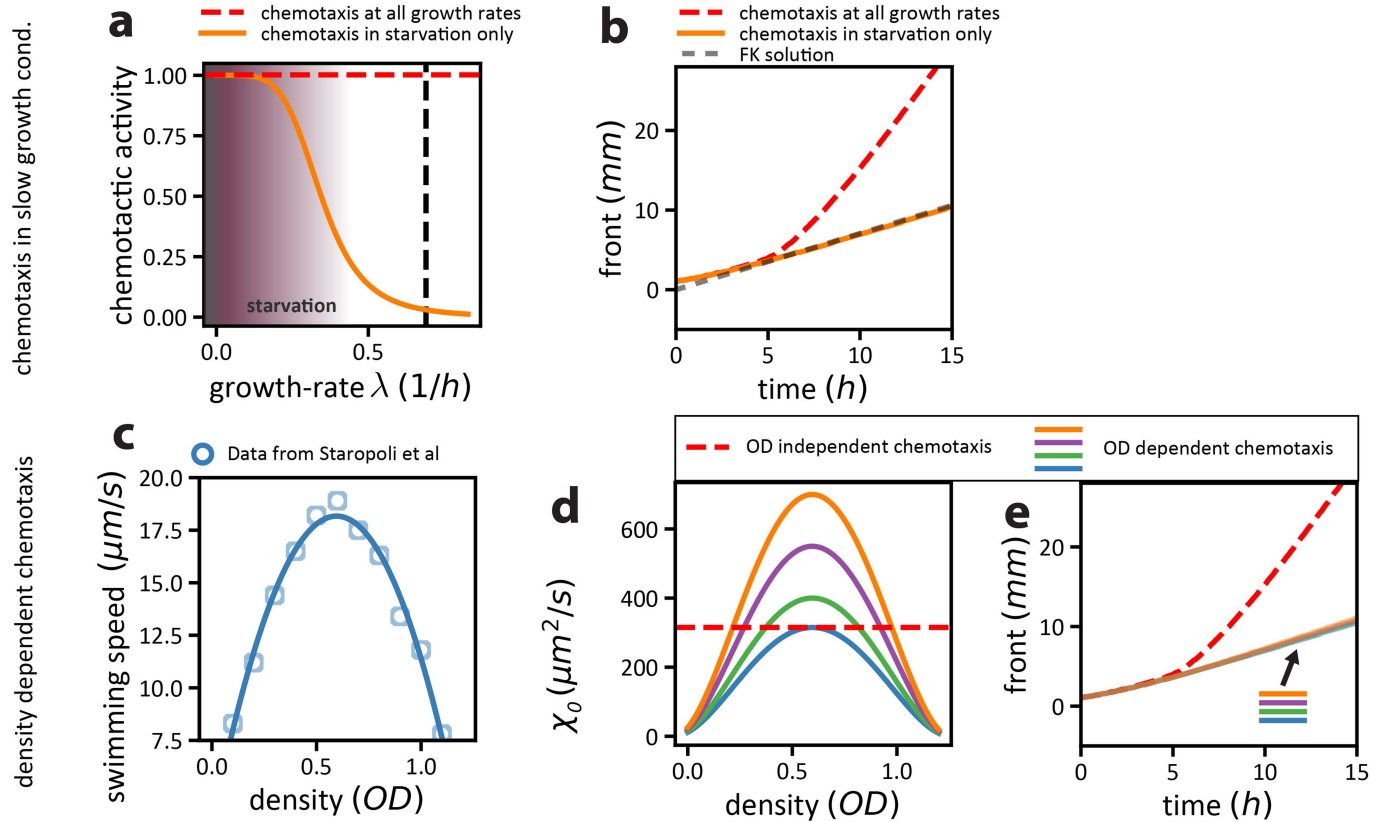 chemotaxis in slow growth cond.
a
chemotaxis at all growth rates
chemotaxis in starvation only
1.00
0.75
0.50
0.25
0.00
chemotactic activity
starvation
0.0
0.5
growth-rate λ (1/h)
b
chemotaxis at all growth rates
chemotaxis in starvation only
FK solution
20
10
0
front (mm)
0
5
10
15
time (h)
density dependent chemotaxis
c
Data from Staropoli et al
20.0
17.5
15.0
12.5
10.0
7.5
swimming speed (μm/s)
0.0
0.5
1.0
density (OD)
OD independent chemotaxis
OD dependent chemotaxis
d
600
400
200
0
χ0 (μm²/s)
0.0
0.5
1.0
density (OD)
e
20
10
0
front (mm)
0
5
10
15
time (h)